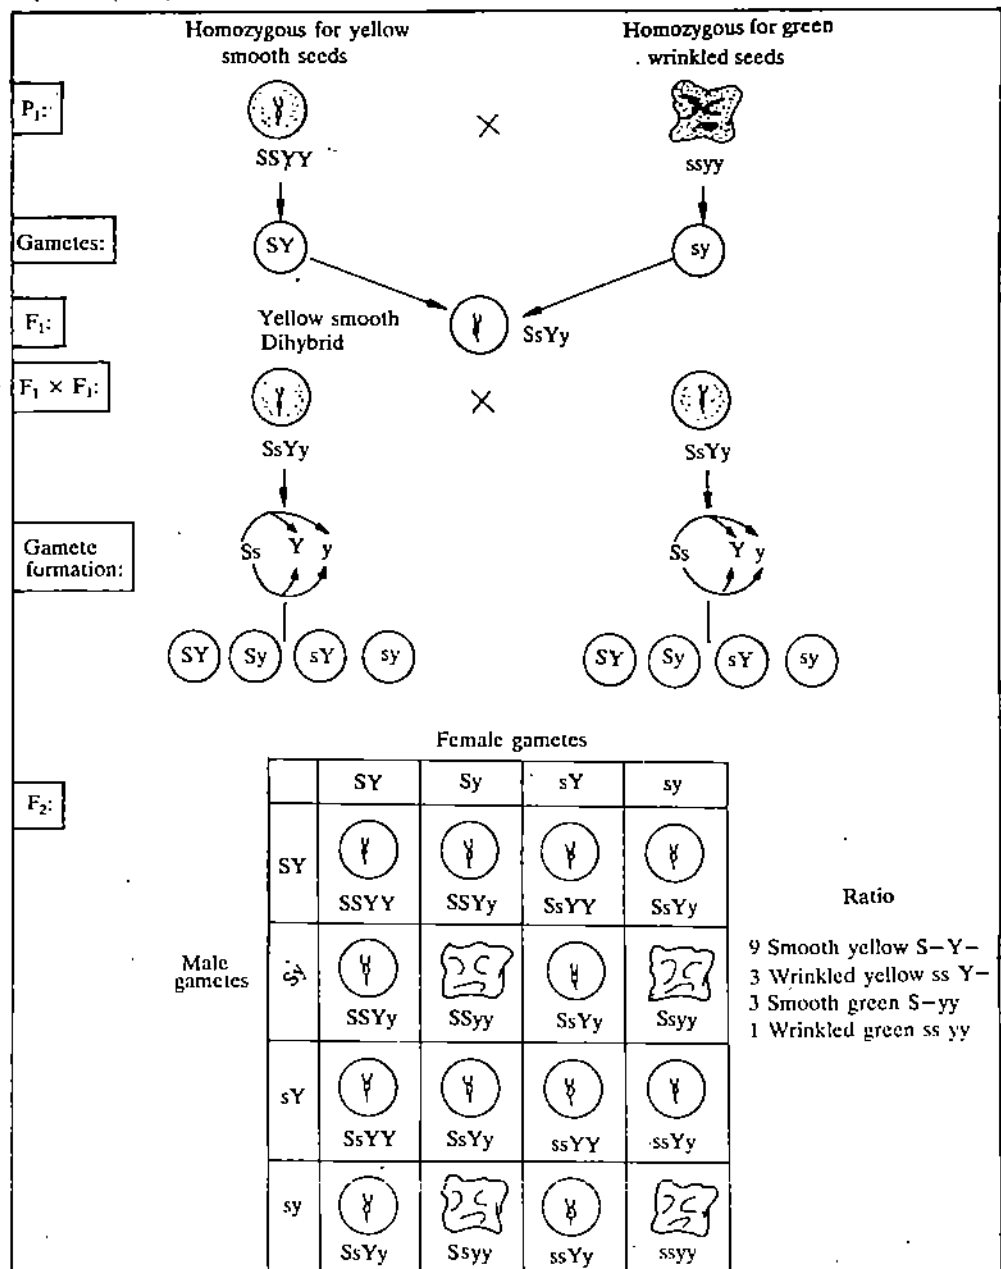 Homozygous for yellow
smooth seeds
Homozygous for green
wrinkled seeds
P1:
SSYY
ssyy
Gametes:
SY
sy
F1:
Yellow smooth
Dihybrid
SsYy
F1 × F1:
SsYy
SsYy
Gamete
formation:
Ss Y y
Ss Y y
SY Sy sY sy
SY Sy sY sy
Female gametes
F2:
SY Sy sY sy
SY
SSYY SSYy SsYY SsYy
Male
gametes
Sy
SSYy SSyy SsYy Ssyy
sY
SsYY SsYy ssYY ssYy
sy
SsYy Ssyy ssYy ssyy
Ratio
9 Smooth yellow S–Y–
3 Wrinkled yellow ss Y–
3 Smooth green S–yy
1 Wrinkled green ss yy